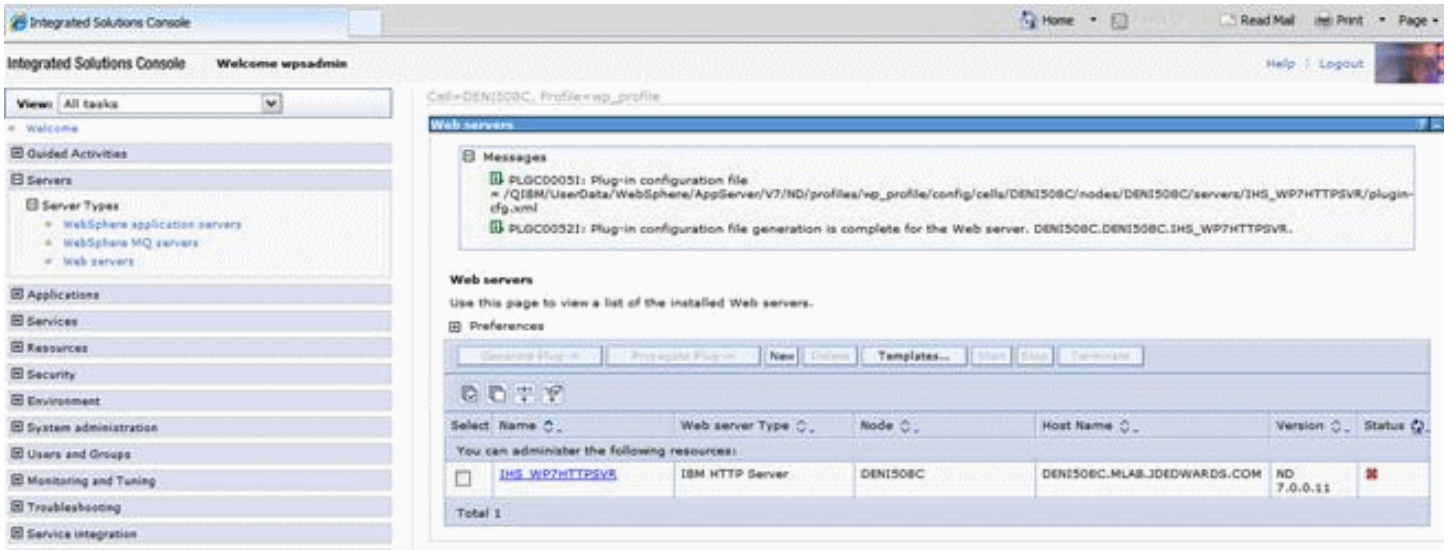 Integrated Solutions Console
Home
Read Mail
Print
Page
Integrated Solutions Console Welcome wpsadmin
Help | Logout
View: All tasks
Cell=DENI508C, Profile=wp_profile
Welcome
Guided Activities
Servers
Server Types
WebSphere application servers
WebSphere MQ servers
Web servers
Applications
Services
Resources
Security
Environment
System administration
Users and Groups
Monitoring and Tuning
Troubleshooting
Service integration
Web servers
?
Messages
PLGC0005I: Plug-in configuration file
= /QIBM/UserData/WebSphere/AppServer/V7/ND/profiles/wp_profile/config/cells/DENI508C/nodes/DENI508C/servers/IHS_WP7HTTPSVR/plugin-
cfg.xml
PLGC0052I: Plug-in configuration file generation is complete for the Web server. DENI508C.DENI508C.IHS_WP7HTTPSVR.
Web servers
Use this page to view a list of the installed Web servers.
Preferences
Generate Plug-in Propagate Plug-in New Delete Templates... Start Stop Terminate
Select Name Web server Type Node Host Name Version Status
You can administer the following resources:
IHS_WP7HTTPSVR IBM HTTP Server DENI508C DENI508C.MLAB.JDEDWARDS.COM ND
7.0.0.11
Total 1